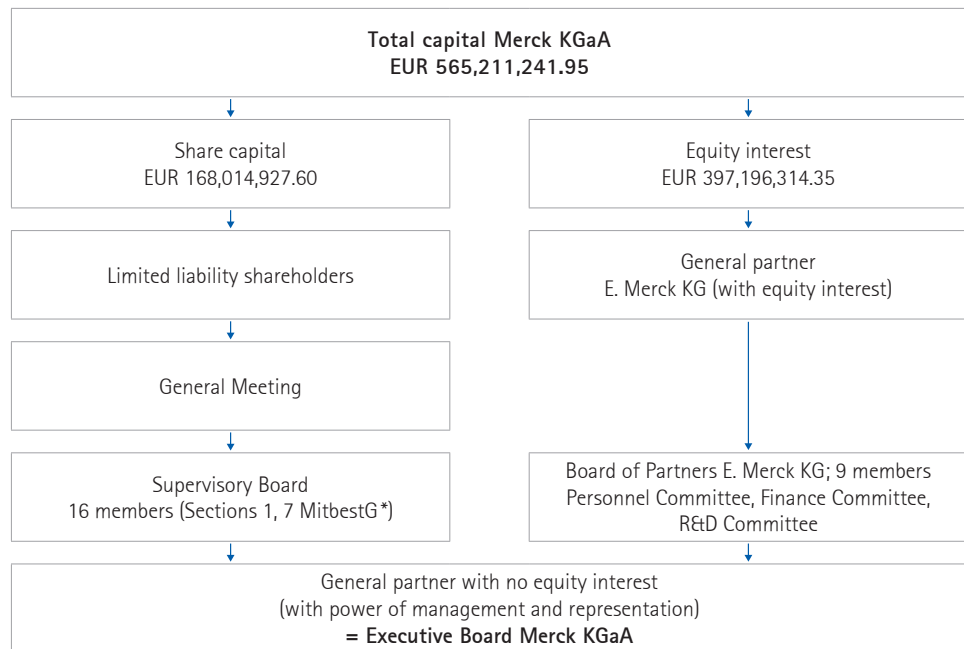 Total capital Merck KGaA
EUR 565,211,241.95
Share capital
EUR 168,014,927.60
Equity interest
EUR 397,196,314.35
Limited liability shareholders
General partner
E. Merck KG (with equity interest)
General Meeting
Supervisory Board
16 members (Sections 1, 7 MitbestG*)
Board of Partners E. Merck KG; 9 members
Personnel Committee, Finance Committee,
R&D Committee
General partner with no equity interest
(with power of management and representation)
= Executive Board Merck KGaA